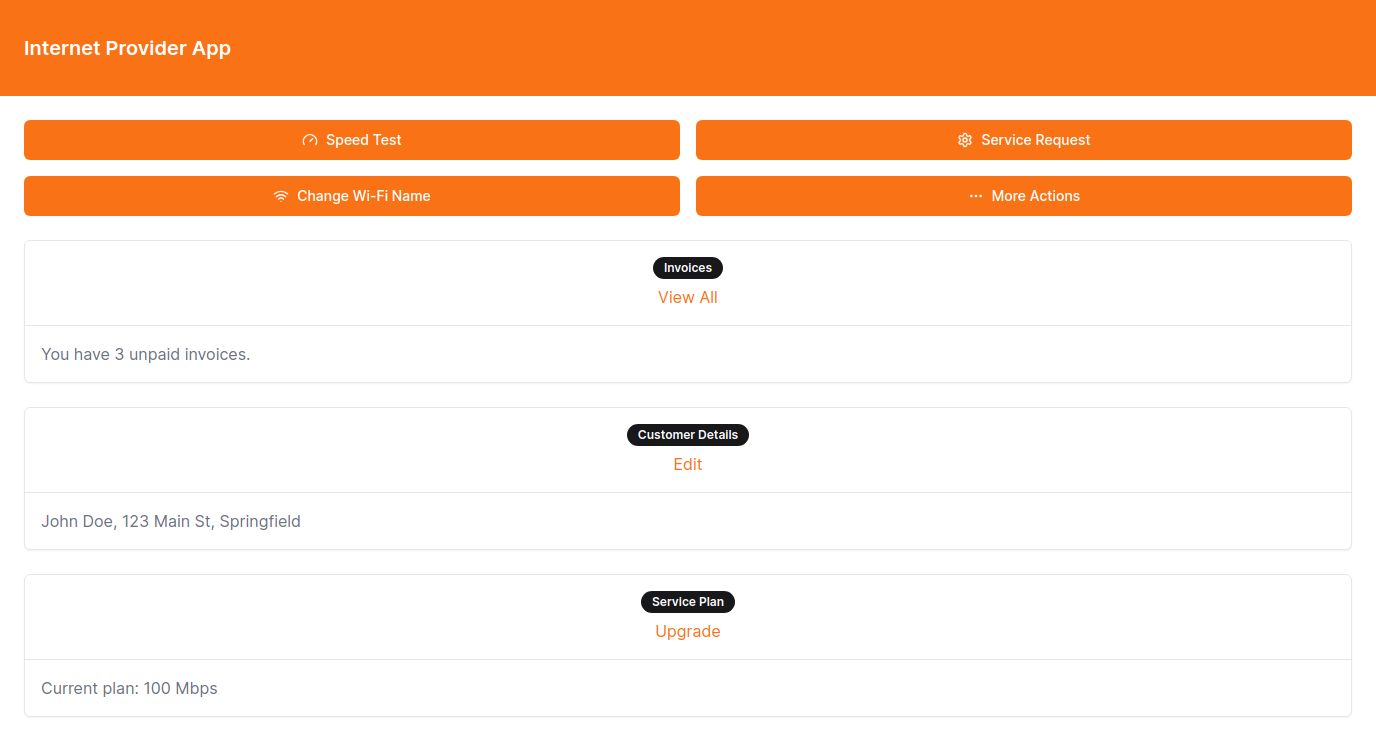 Internet Provider App
Speed Test
Service Request
Change Wi-Fi Name
More Actions
Invoices
View All
You have 3 unpaid invoices.
Customer Details
Edit
John Doe, 123 Main St, Springfield
Service Plan
Upgrade
Current plan: 100 Mbps